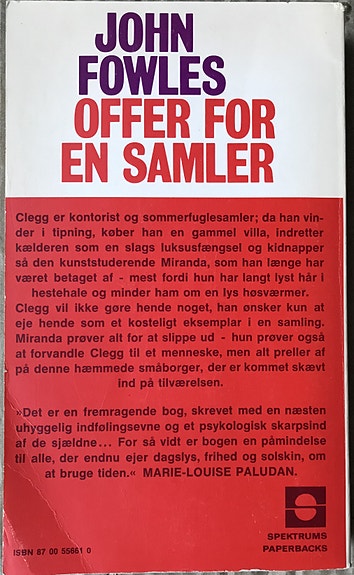 JOHN
FOWLES
OFFER FOR
EN SAMLER
Clegg er kontorist og sommerfuglesamler; da han vin-
der i tipning, køber han en gammel villa, indretter
kælderen som en slags luksusfængsel og kidnapper
så den kunststuderende Miranda, som han længe har
været betaget af - mest fordi hun har langt lyst hår i
hestehale og minder ham om en lys høsværmer.
Clegg vil ikke gøre hende noget, han ønsker kun at
eje hende som et kosteligt eksemplar i en samling.
Miranda prøver alt for at slippe ud - hun prøver også
at forvandle Clegg til et menneske, men alt preller af
på denne hæmmede småborger, der er kommet skævt
ind på tilværelsen.
»Det er en fremragende bog, skrevet med en næsten
uhyggelig indfølingsevne og et psykologisk skarpsind
af de sjældne... For så vidt er bogen en påmindelse
til alle, der endnu ejer dagslys, frihed og solskin, om
at bruge tiden.« MARIE-LOUISE PALUDAN.
SPEKTRUMS
PAPERBACKS
ISBN 87 00 55661 0